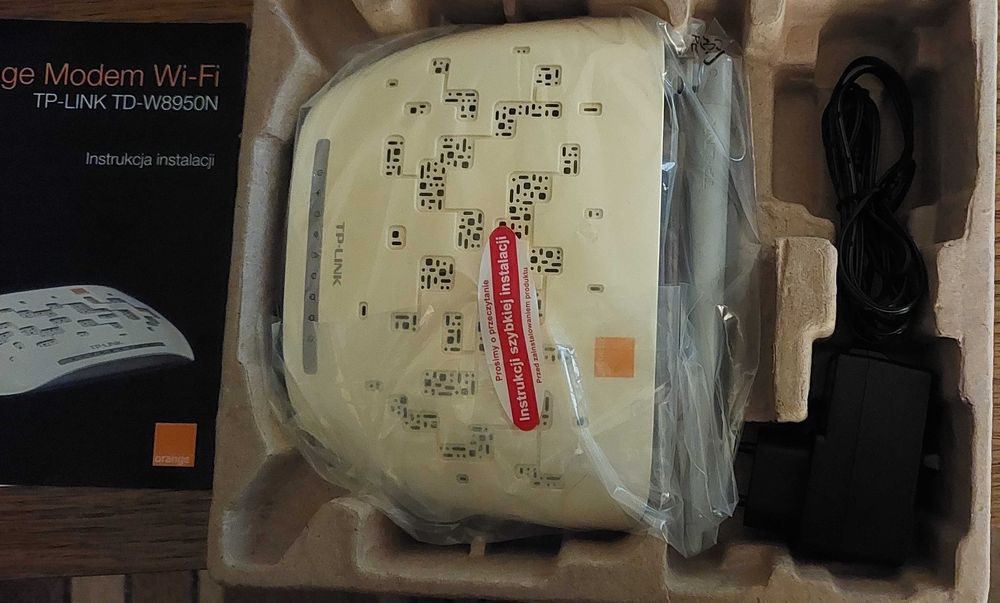 ge Modem Wi-Fi
TP-LINK TD-W8950N
Instrukcja instalacji
TP-LINK
orange
TP-LINK
Prosimy o przeczytanie
Instrukcji szybkiej instalacji
Przed zainstalowaniem produktu